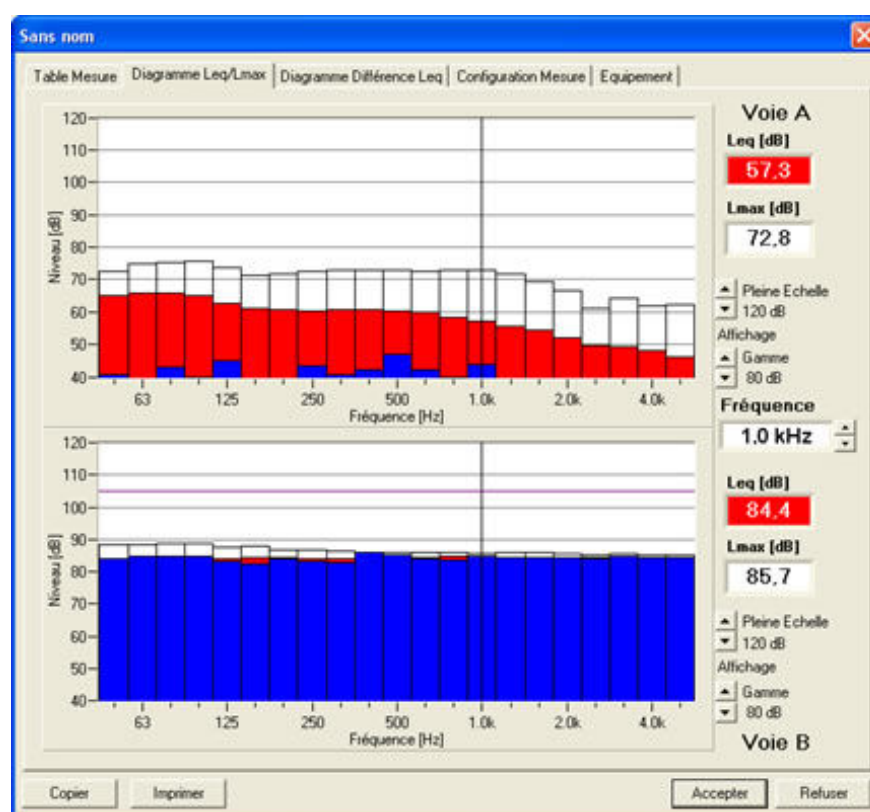 Sans nom
Table Mesure Diagramme Leq/Lmax Diagramme Différence Leq Configuration Mesure Equipement
Voie A
Leq [dB]
57,3
Lmax [dB]
72,8
Pleine Echelle
120 dB
Affichage
Gamme
80 dB
Fréquence
1.0 kHz
Leq [dB]
84,4
Lmax [dB]
85,7
Pleine Echelle
120 dB
Affichage
Gamme
80 dB
Voie B
Niveau [dB]
120
110
100
90
80
70
60
50
40
63 125 250 500 1.0k 2.0k 4.0k
Fréquence [Hz]
Niveau [dB]
120
110
100
90
80
70
60
50
40
63 125 250 500 1.0k 2.0k 4.0k
Fréquence [Hz]
Copier Imprimer Accepter Refuser